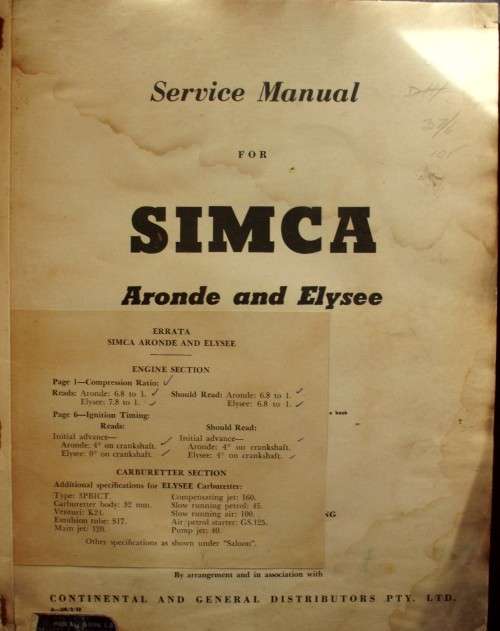 Service Manual
FOR
SIMCA
Aronde and Elysee
ERRATA
SIMCA ARONDE AND ELYSEE
ENGINE SECTION
Page 1—Compression Ratio:
Reads: Aronde: 6.8 to 1. Should Read: Aronde: 6.8 to 1.
Elysee: 7.8 to 1. Elysee: 6.8 to 1.
Page 6—Ignition Timing:
Reads: Should Read:
Initial advance— Initial advance—
Aronde: 4° on crankshaft. Aronde: 4° on crankshaft.
Elysee: 0° on crankshaft. Elysee: 4° on crankshaft.
CARBURETTER SECTION
Additional specifications for ELYSEE Carburetter:
Type: 3PBICT. Compensating jet: 160.
Carburetter body: 32 mm. Slow running petrol: 45.
Venturi: K24. Slow running air: 100.
Emulsion tube: S17. Air/petrol starter: GS.125.
Main jet: 120. Pump jet: 40.
Other specifications as shown under "Saloon".
book
NG
By arrangement and in association with
CONTINENTAL AND GENERAL DISTRIBUTORS PTY. LTD.